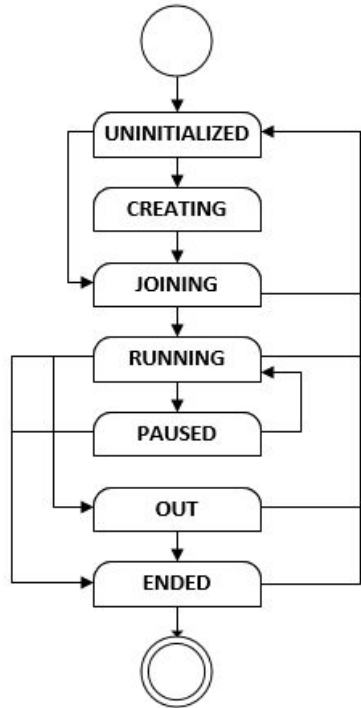 UNINITIALIZED
CREATING
JOINING
RUNNING
PAUSED
OUT
ENDED